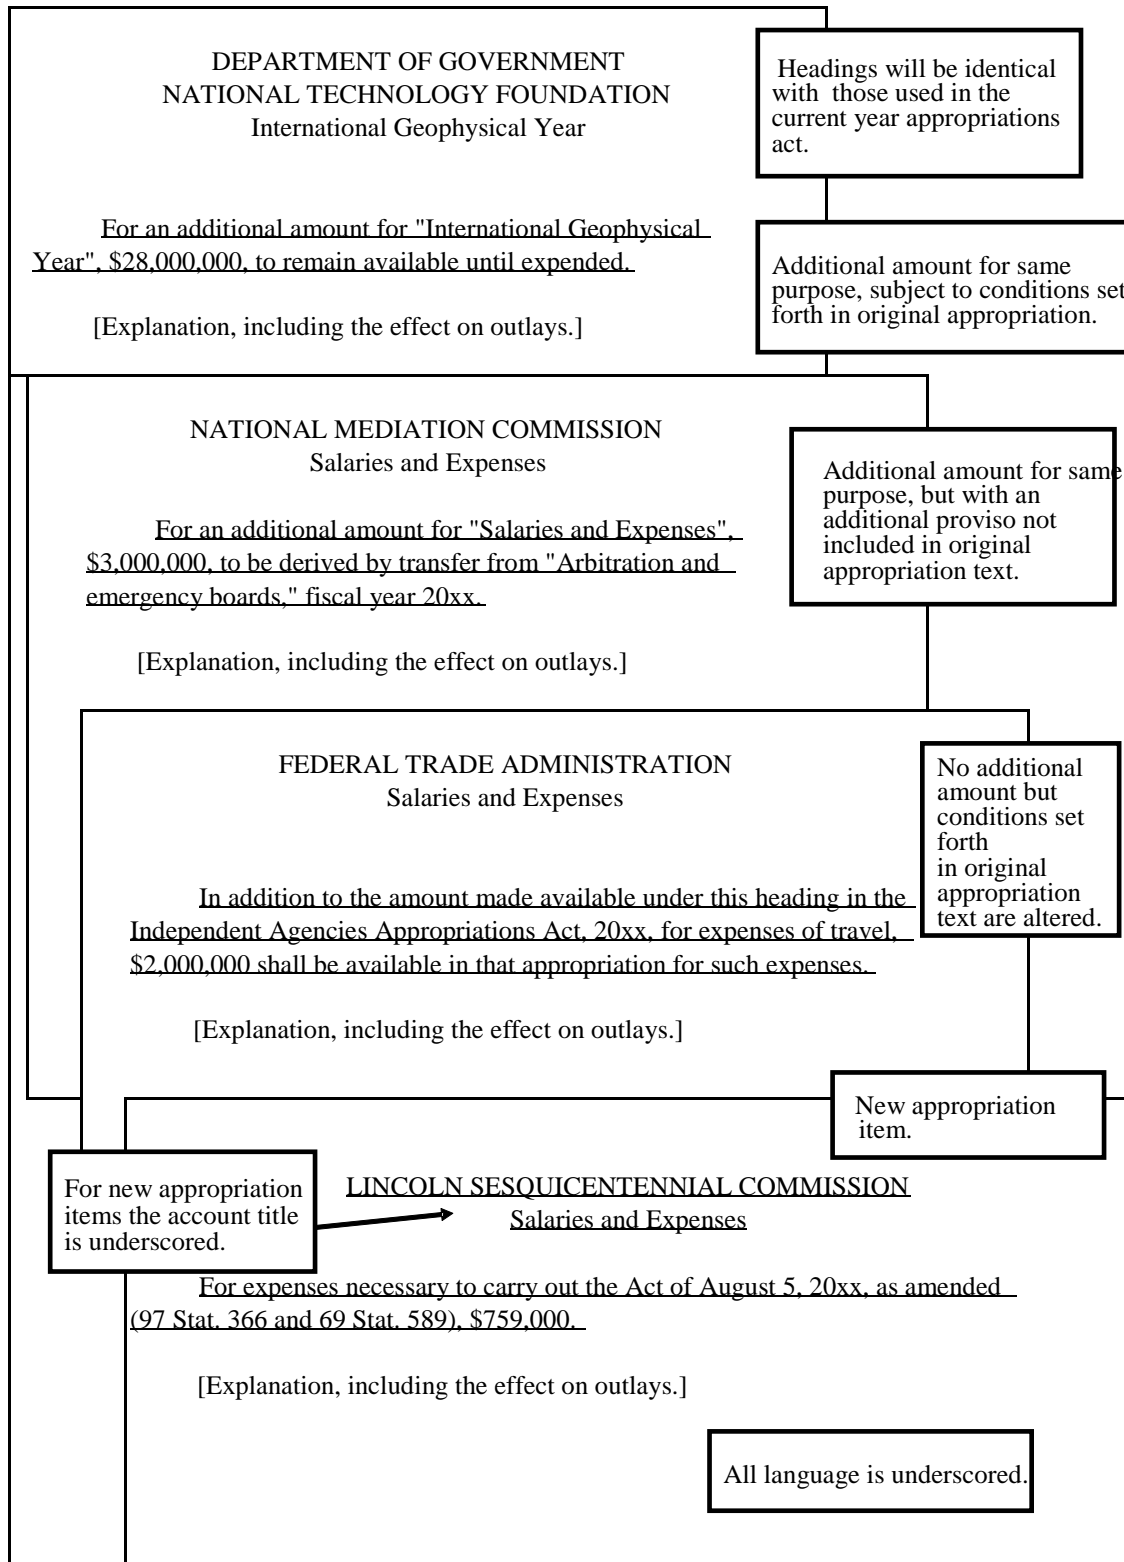 DEPARTMENT OF GOVERNMENT
NATIONAL TECHNOLOGY FOUNDATION
International Geophysical Year
Headings will be identical
with those used in the
current year appropriations
act.
For an additional amount for "International Geophysical
Year", $28,000,000, to remain available until expended.
[Explanation, including the effect on outlays.]
Additional amount for same
purpose, subject to conditions set
forth in original appropriation.
NATIONAL MEDIATION COMMISSION
Salaries and Expenses
For an additional amount for "Salaries and Expenses",
$3,000,000, to be derived by transfer from "Arbitration and
emergency boards," fiscal year 20xx.
[Explanation, including the effect on outlays.]
Additional amount for same
purpose, but with an
additional proviso not
included in original
appropriation text.
FEDERAL TRADE ADMINISTRATION
Salaries and Expenses
In addition to the amount made available under this heading in the
Independent Agencies Appropriations Act, 20xx, for expenses of travel,
$2,000,000 shall be available in that appropriation for such expenses.
[Explanation, including the effect on outlays.]
No additional
amount but
conditions set
forth
in original
appropriation
text are altered.
New appropriation
item.
For new appropriation
items the account title
is underscored.
LINCOLN SESQUICENTENNIAL COMMISSION
Salaries and Expenses
For expenses necessary to carry out the Act of August 5, 20xx, as amended
(97 Stat. 366 and 69 Stat. 589), $759,000.
[Explanation, including the effect on outlays.]
All language is underscored.